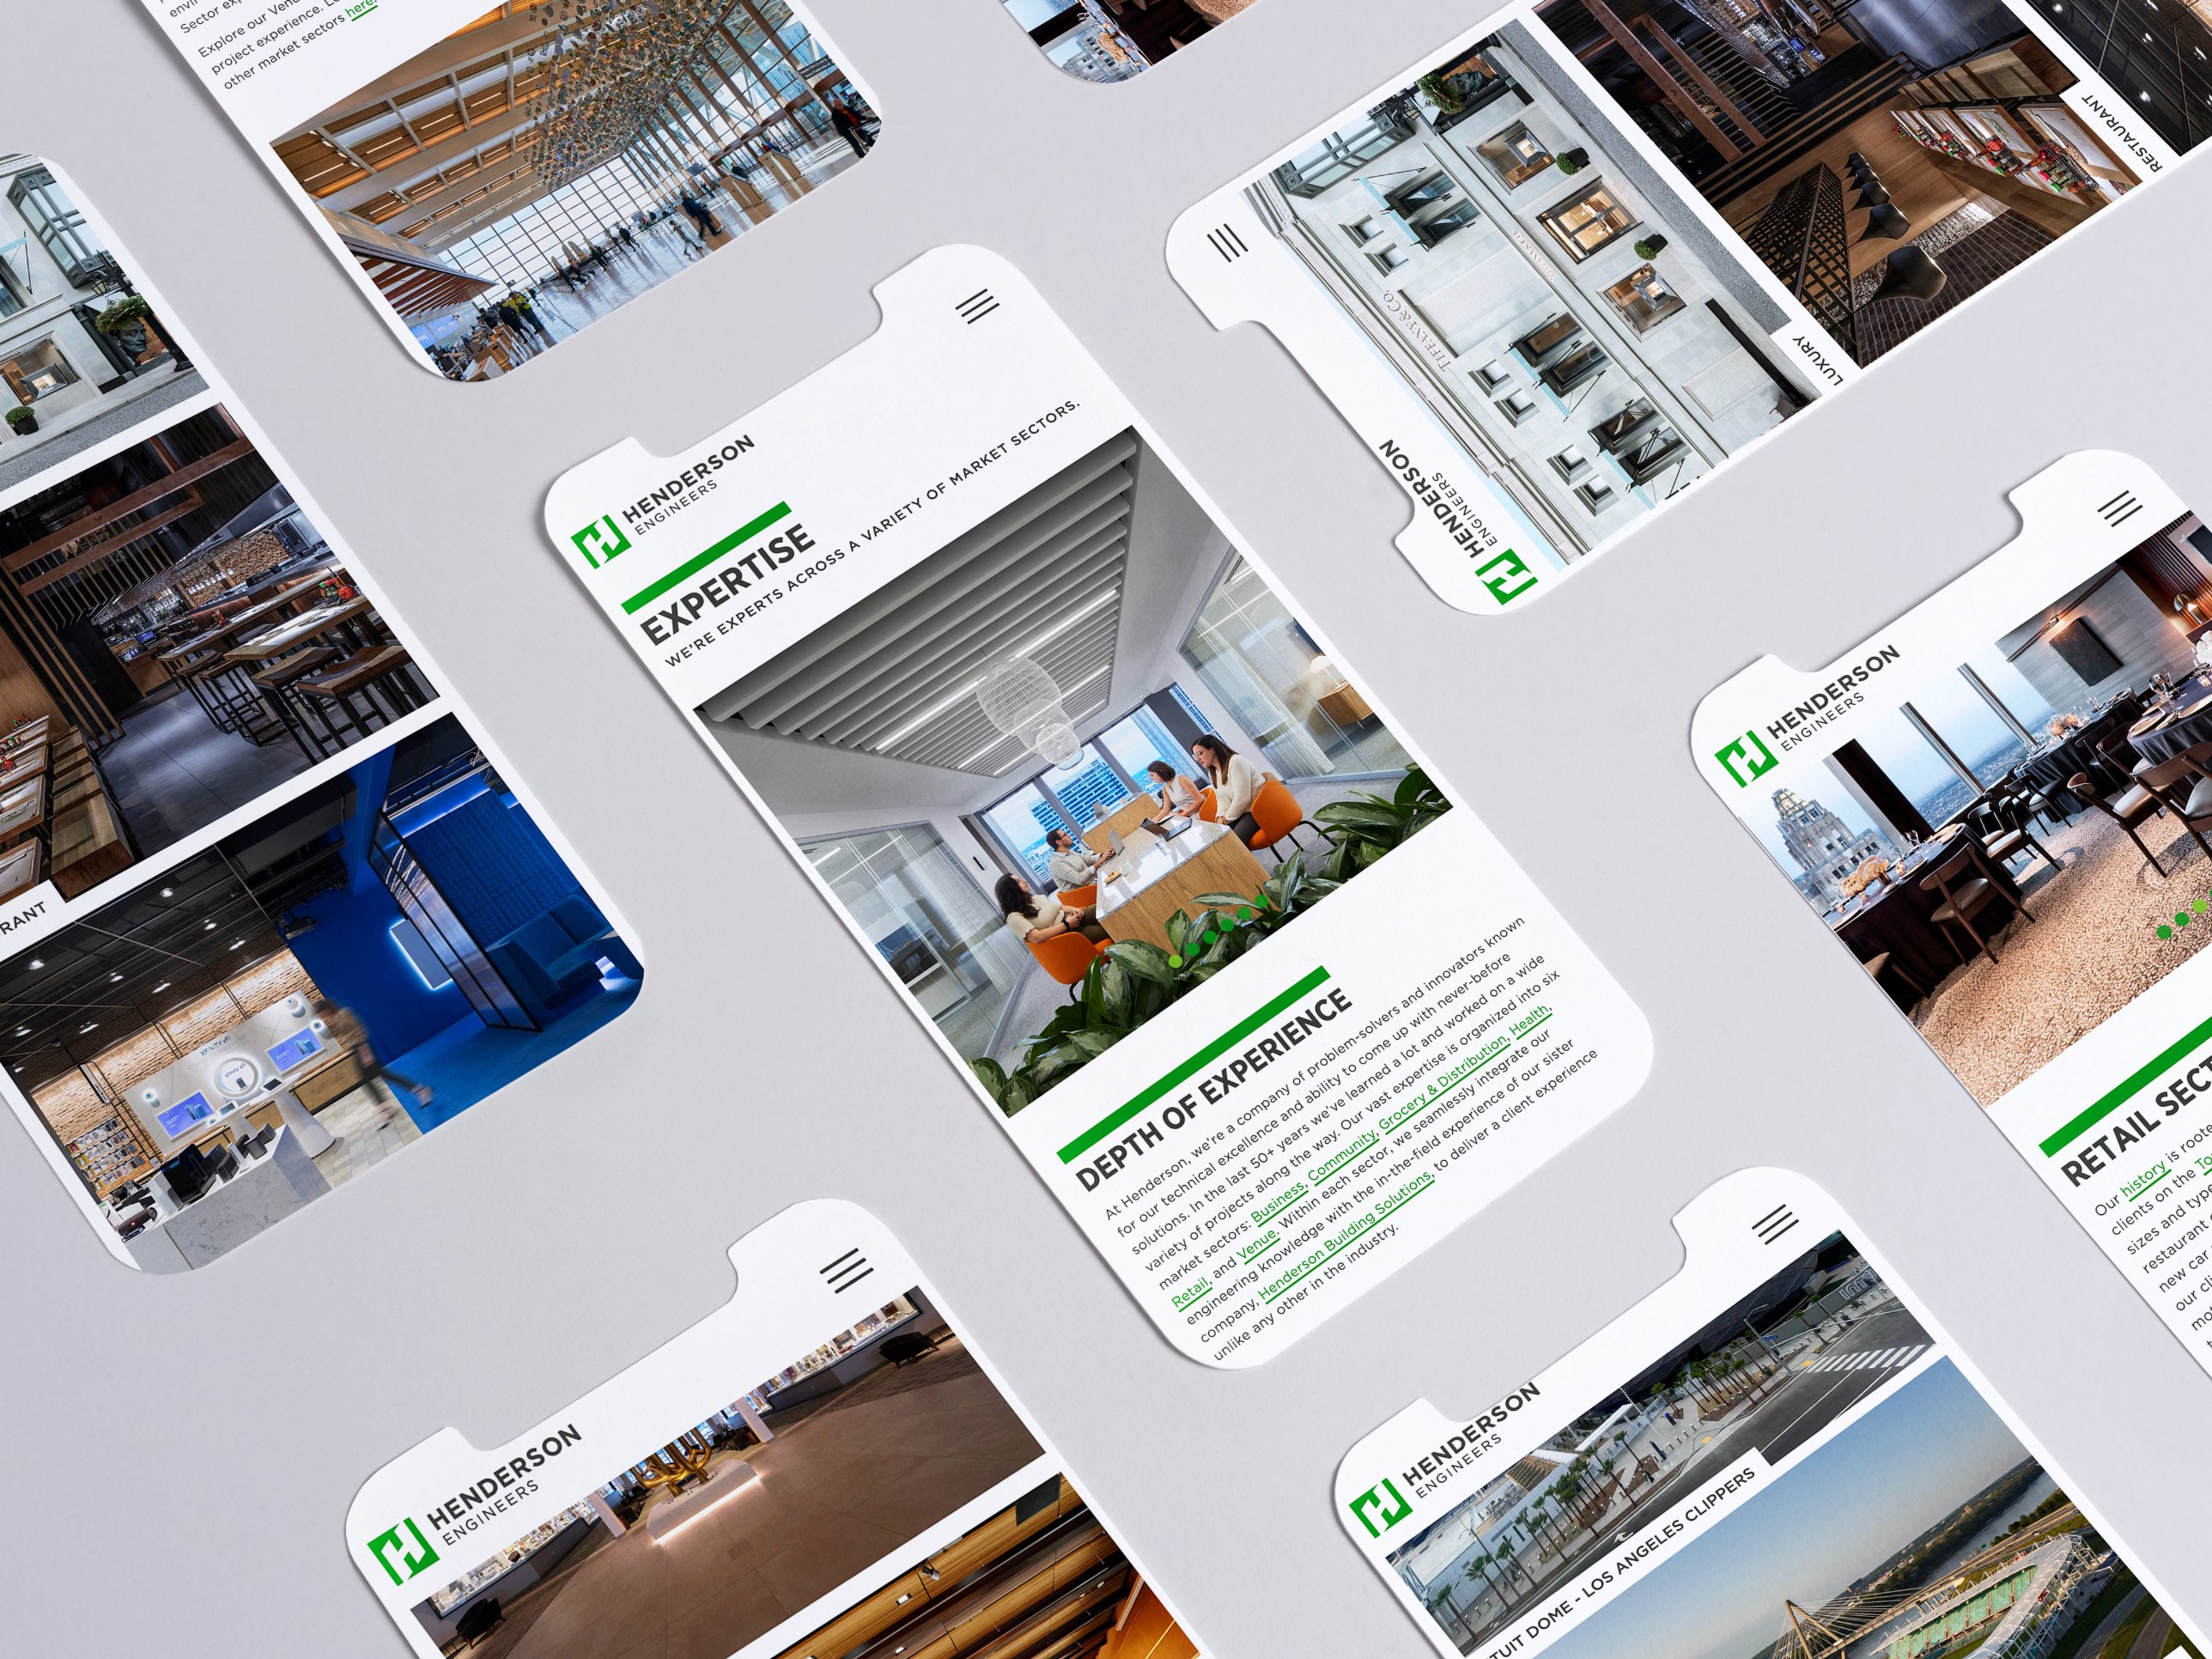 Sector
Explore our
project experience.
other market sectors here.
RANT
xfinity
HENDERSON
ENGINEERS
EXPERTISE
WE'RE EXPERTS ACROSS A VARIETY OF MARKET SECTORS.
DEPTH OF EXPERIENCE
At Henderson, we're a company of problem-solvers and innovators known
for our technical excellence and ability to come up with never-before
solutions. In the last 50+ years we've learned a lot and worked on a wide
variety of projects along the way. Our vast expertise is organized into six
market sectors: Business, Community, Grocery & Distribution, Health,
Retail, and Venue. Within each sector, we seamlessly integrate our
engineering knowledge with the in-the-field experience of our sister
company, Henderson Building Solutions, to deliver a client experience
unlike any other in the industry.
HENDERSON
ENGINEERS
TIFFANY & CO.
LUXURY
RESTAURANT
HENDERSON
ENGINEERS
RETAIL SECT
Our history is roote
clients on the To
sizes and type
restaurant
new car
our cli
mo
HENDERSON
ENGINEERS
HENDERSON
ENGINEERS
TUIT DOME - LOS ANGELES CLIPPERS